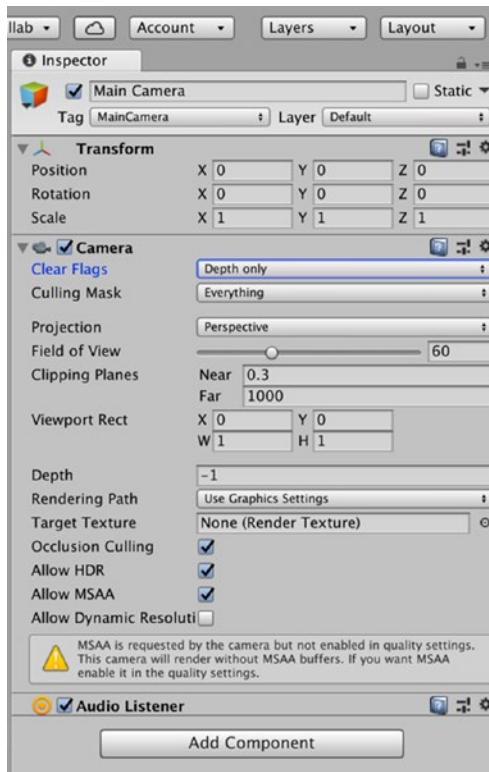 llab Account Layers Layout
Inspector
Main Camera Static
Tag MainCamera Layer Default
Transform
Position X 0 Y 0 Z 0
Rotation X 0 Y 0 Z 0
Scale X 1 Y 1 Z 1
Camera
Clear Flags Depth only
Culling Mask Everything
Projection Perspective
Field of View 60
Clipping Planes Near 0.3
Far 1000
Viewport Rect X 0 Y 0
W 1 H 1
Depth -1
Rendering Path Use Graphics Settings
Target Texture None (Render Texture)
Occlusion Culling
Allow HDR
Allow MSAA
Allow Dynamic Resoluti
MSAA is requested by the camera but not enabled in quality settings.
This camera will render without MSAA buffers. If you want MSAA
enable it in the quality settings.
Audio Listener
Add Component